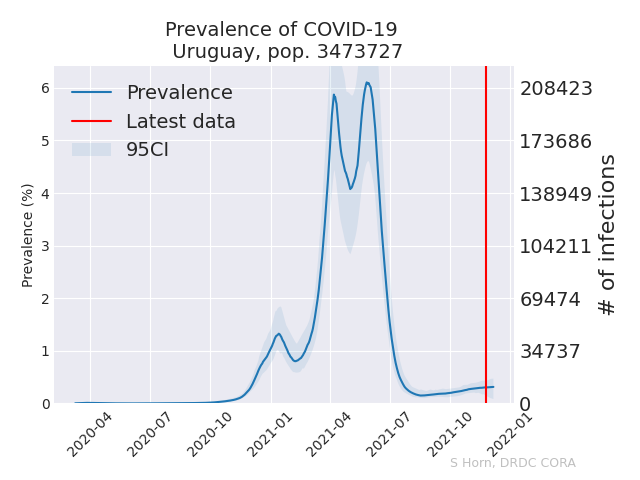 Prevalence of COVID-19
Uruguay, pop. 3473727
Prevalence
Latest data
95CI
Prevalence (%)
6
5
4
3
2
1
0
208423
173686
138949
104211
69474
34737
0
# of infections
2020-04
2020-07
2020-10
2021-01
2021-04
2021-07
2021-10
2022-01
S Horn, DRDC CORA